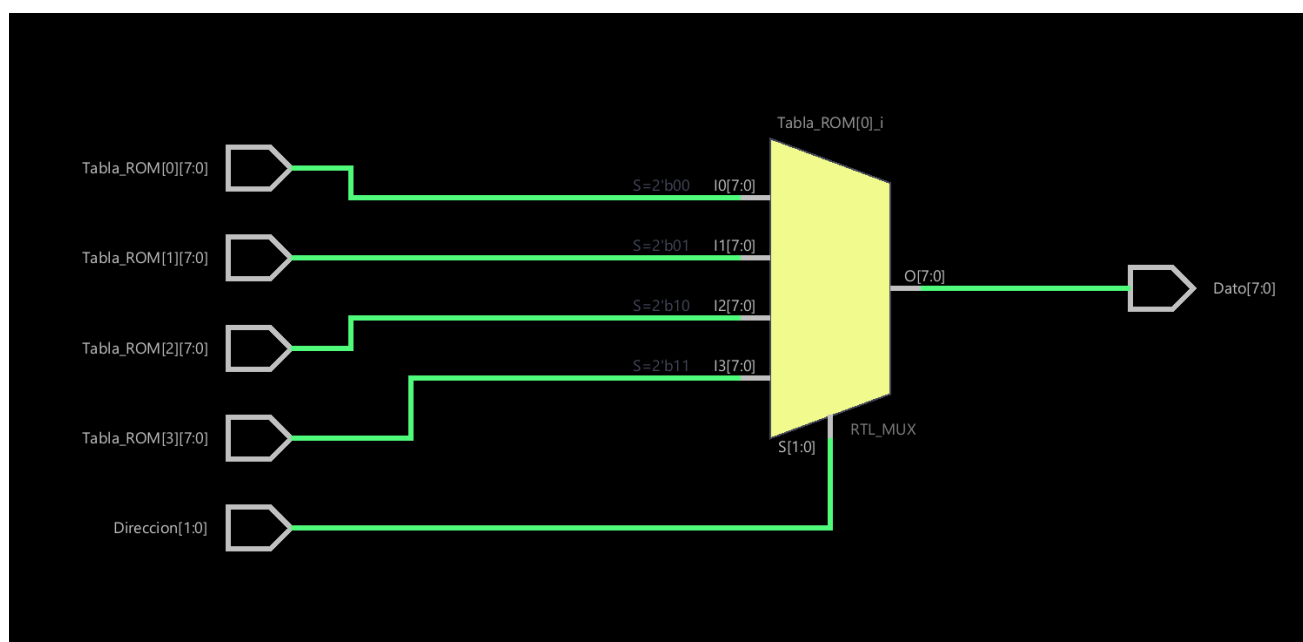 Tabla_ROM[0]_i
Tabla_ROM[0][7:0]
S=2'b00 I0[7:0]
Tabla_ROM[1][7:0]
S=2'b01 I1[7:0]
O[7:0]
Dato[7:0]
S=2'b10 I2[7:0]
Tabla_ROM[2][7:0]
S=2'b11 I3[7:0]
Tabla_ROM[3][7:0]
RTL_MUX
S[1:0]
Direccion[1:0]